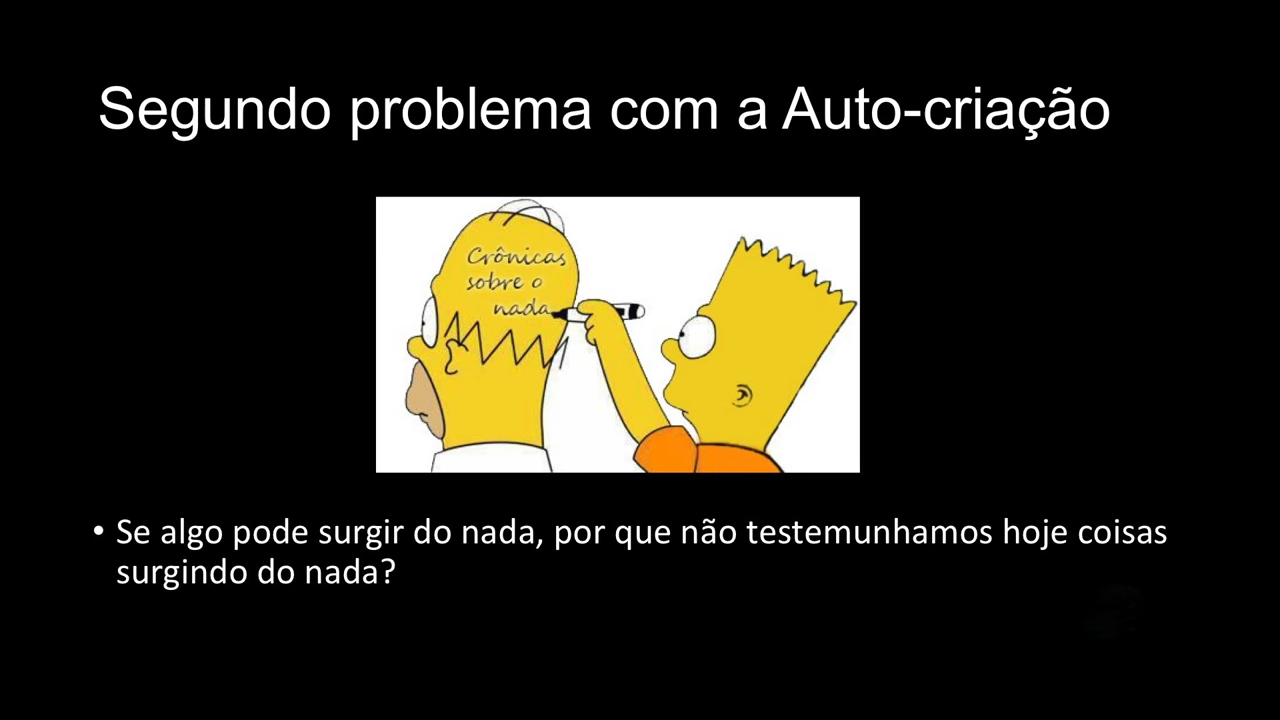 Segundo problema com a Auto-criação
Crônicas
sobre o
nada
• Se algo pode surgir do nada, por que não testemunhamos hoje coisas
surgindo do nada?